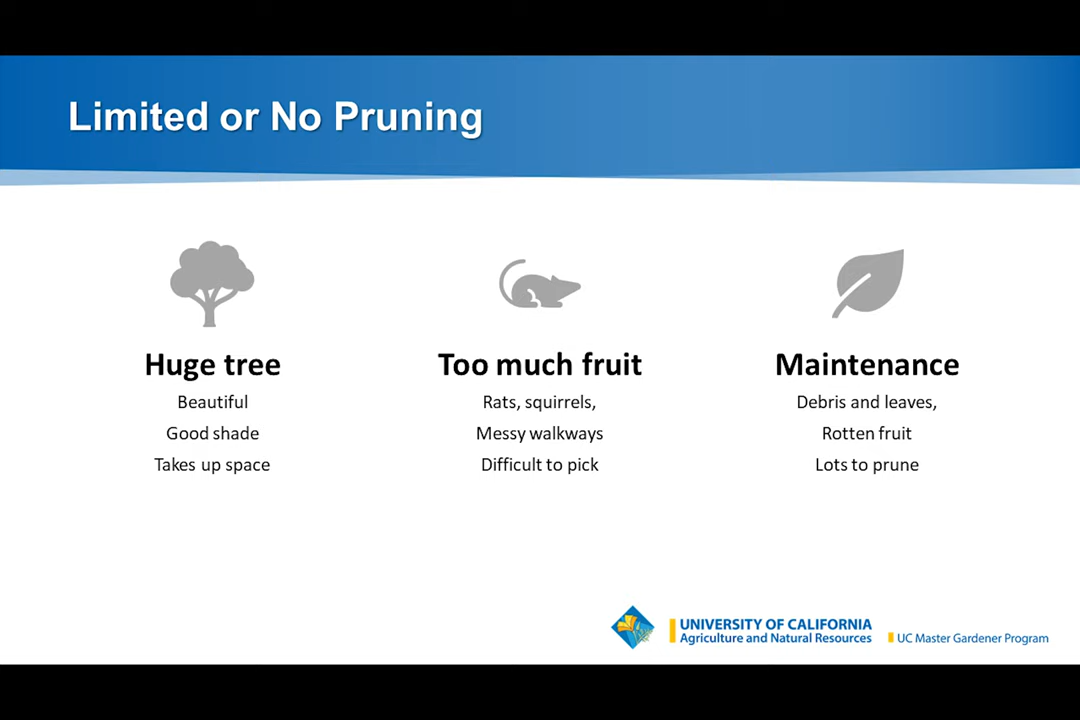 Limited or No Pruning
Huge tree
Beautiful
Good shade
Takes up space
Too much fruit
Rats, squirrels,
Messy walkways
Difficult to pick
Maintenance
Debris and leaves,
Rotten fruit
Lots to prune
UNIVERSITY OF CALIFORNIA
Agriculture and Natural Resources
UC Master Gardener Program